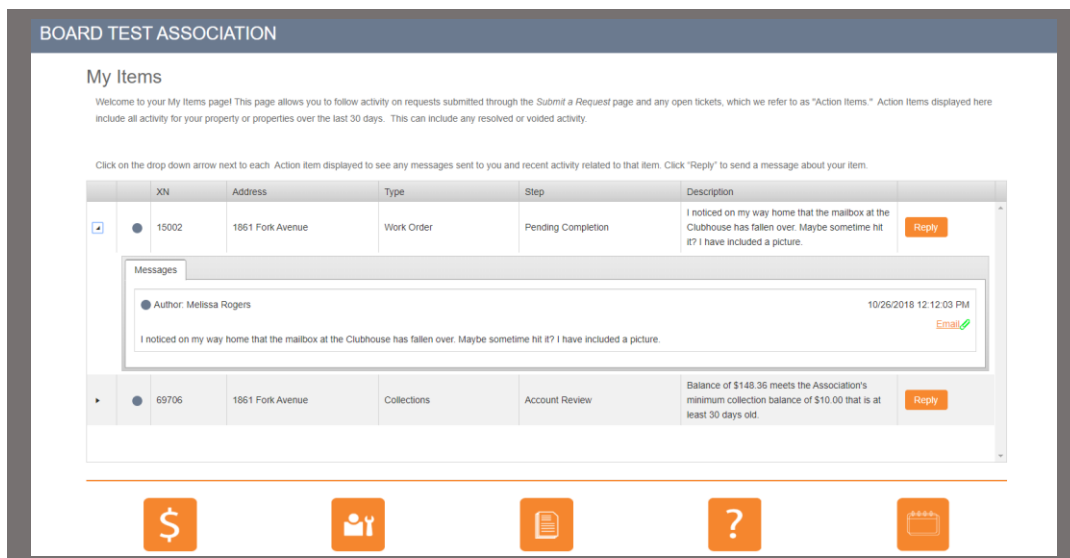 BOARD TEST ASSOCIATION
My Items
Welcome to your My Items page! This page allows you to follow activity on requests submitted through the Submit a Request page and any open tickets, which we refer to as "Action Items." Action Items displayed here
include all activity for your property or properties over the last 30 days. This can include any resolved or voided activity.
Click on the drop down arrow next to each Action item displayed to see any messages sent to you and recent activity related to that item. Click "Reply" to send a message about your item.
XN Address Type Step Description
15002 1861 Fork Avenue Work Order Pending Completion I noticed on my way home that the mailbox at the
Clubhouse has fallen over. Maybe sometime hit
it? I have included a picture.
Reply
Messages
Author: Melissa Rogers 10/26/2018 12:12:03 PM
Email
I noticed on my way home that the mailbox at the Clubhouse has fallen over. Maybe sometime hit it? I have included a picture.
69706 1861 Fork Avenue Collections Account Review Balance of $148.36 meets the Association's
minimum collection balance of $10.00 that is at
least 30 days old.
Reply
$ ?